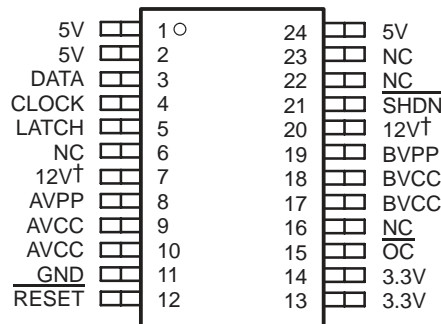 5V 1 24 5V
5V 2 23 NC
DATA 3 22 NC
CLOCK 4 21 SHDN
LATCH 5 20 12V†
NC 6 19 BVPP
12V† 7 18 BVCC
AVPP 8 17 BVCC
AVCC 9 16 NC
AVCC 10 15 OC
GND 11 14 3.3V
RESET 12 13 3.3V